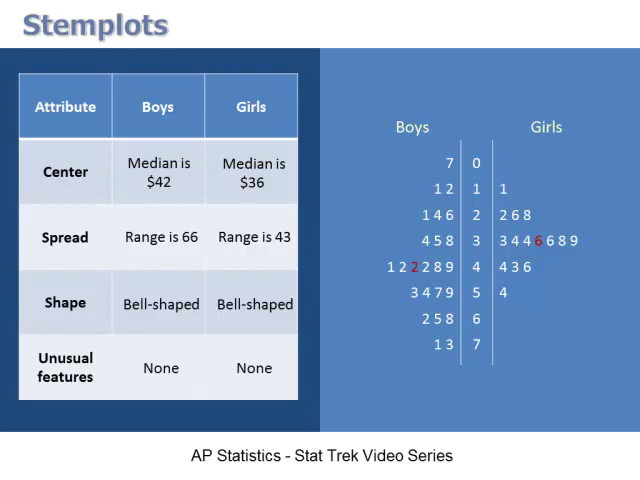 Stemplots
Attribute Boys Girls
Center Median is $42 Median is $36
Spread Range is 66 Range is 43
Shape Bell-shaped Bell-shaped
Unusual features None None
Boys Girls
7 0
1 2 1 1
1 4 6 2 2 6 8
4 5 8 3 3 4 4 6 6 8 9
1 2 2 2 8 9 4 4 3 6
3 4 7 9 5 4
2 5 8 6
1 3 7
AP Statistics - Stat Trek Video Series